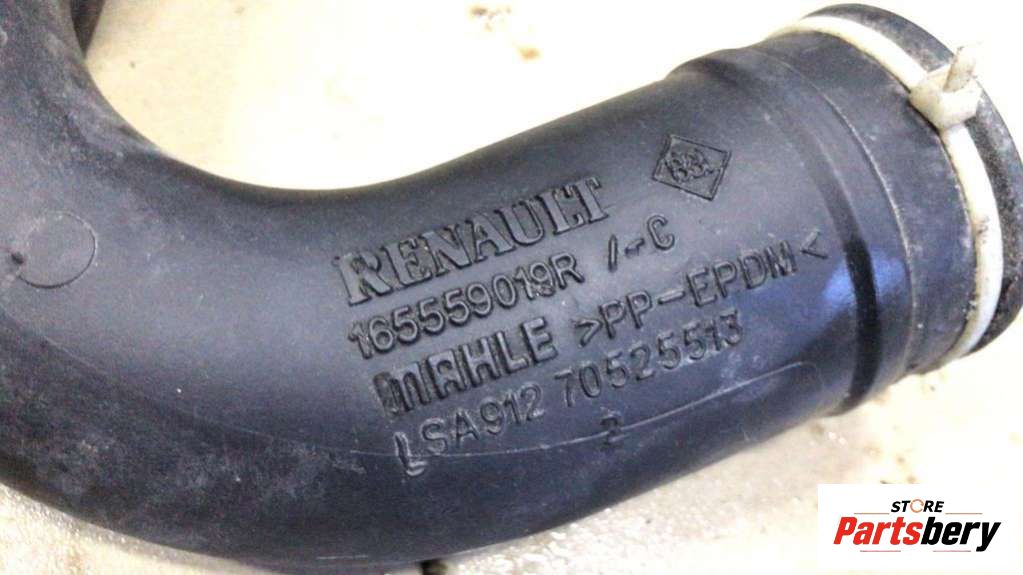 RENAULT
165559019R /-C
MAHLE >PP-EPDM<
LSA912 70525513
2
STORE
Partsbery